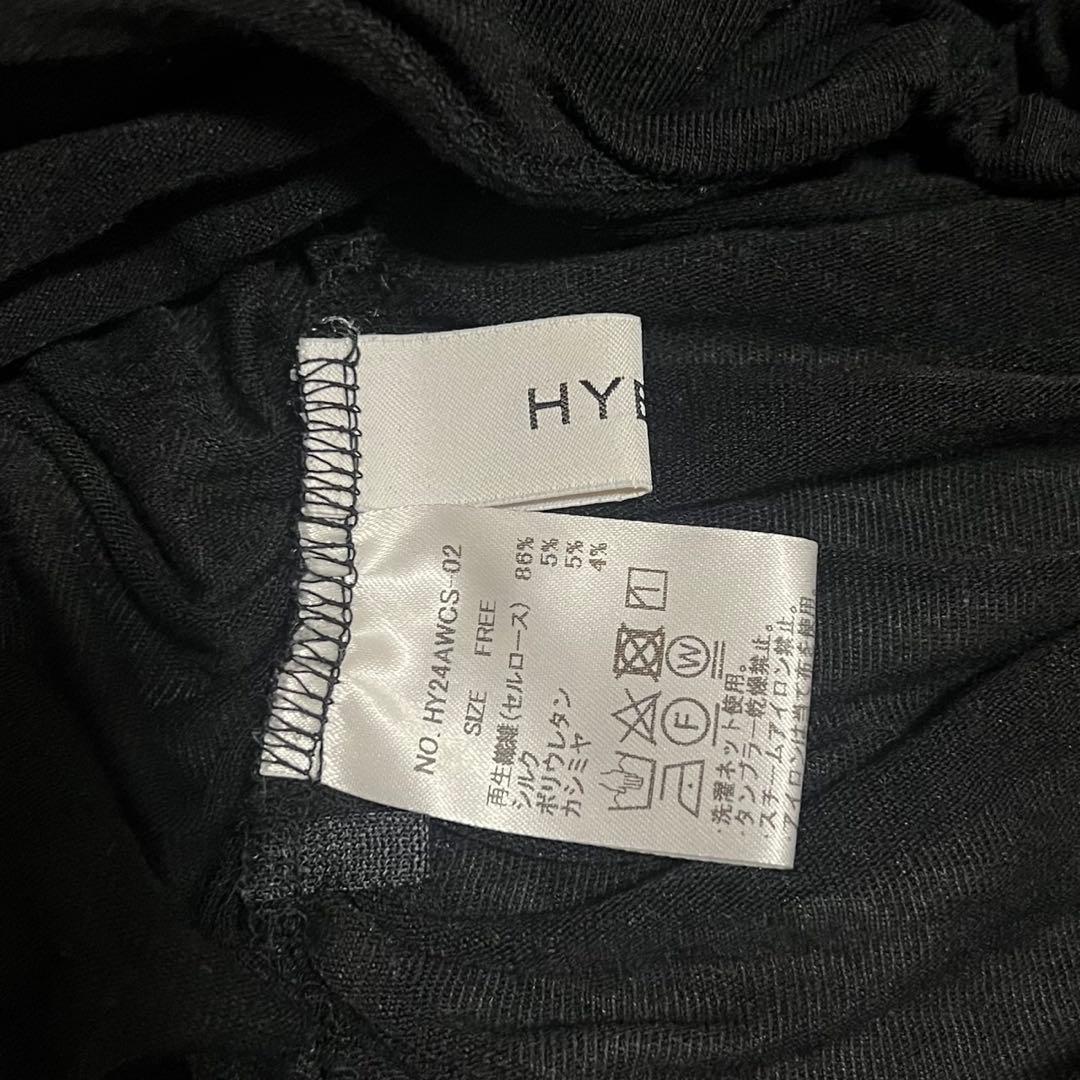 HY
NO. HY24AWCS-02
SIZE FREE
再生繊維(セルロース) 86%
シルク 5%
ポリウレタン 5%
カシミヤ 4%
F W
・洗濯ネット使用。
・タンブラー乾燥禁止。
・スチームアイロン禁止。
・アイロンは当て布を使用